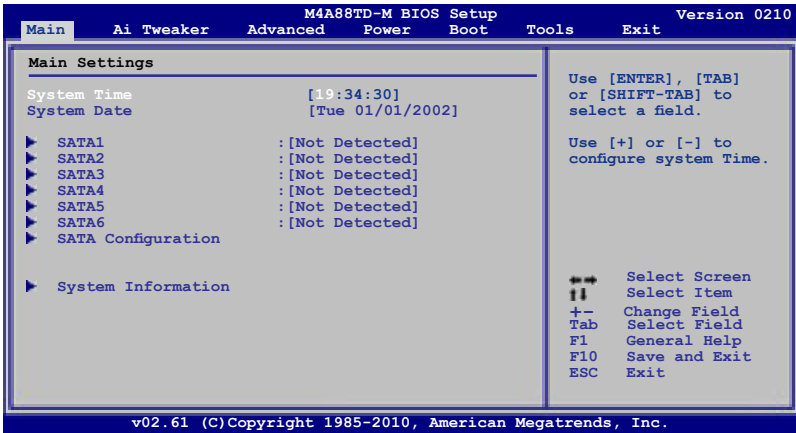 M4A88TD-M BIOS Setup Version 0210
Main Ai Tweaker Advanced Power Boot Tools Exit
Main Settings
System Time [19:34:30]
System Date [Tue 01/01/2002]
SATA1 :[Not Detected]
SATA2 :[Not Detected]
SATA3 :[Not Detected]
SATA4 :[Not Detected]
SATA5 :[Not Detected]
SATA6 :[Not Detected]
SATA Configuration
System Information
Use [ENTER], [TAB]
or [SHIFT-TAB] to
select a field.
Use [+] or [-] to
configure system Time.
←→ Select Screen
↑↓ Select Item
+- Change Field
Tab Select Field
F1 General Help
F10 Save and Exit
ESC Exit
v02.61 (C)Copyright 1985-2010, American Megatrends, Inc.